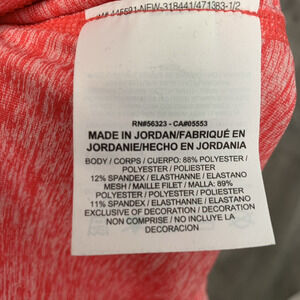 RN#56323 - CA#05553
MADE IN JORDAN/FABRIQUÉ EN
JORDANIE/HECHO EN JORDANIA
BODY / CORPS / CUERPO: 88% POLYESTER /
POLYESTER / POLIESTER
12% SPANDEX / ELASTHANNE / ELASTANO
MESH / MAILLE FILET / MALLA: 89%
POLYESTER / POLYESTER / POLIESTER
11% SPANDEX / ELASTHANNE / ELASTANO
EXCLUSIVE OF DECORATION / DECORATION
NON COMPRISE / NO INCLUYE LA
DECORACION